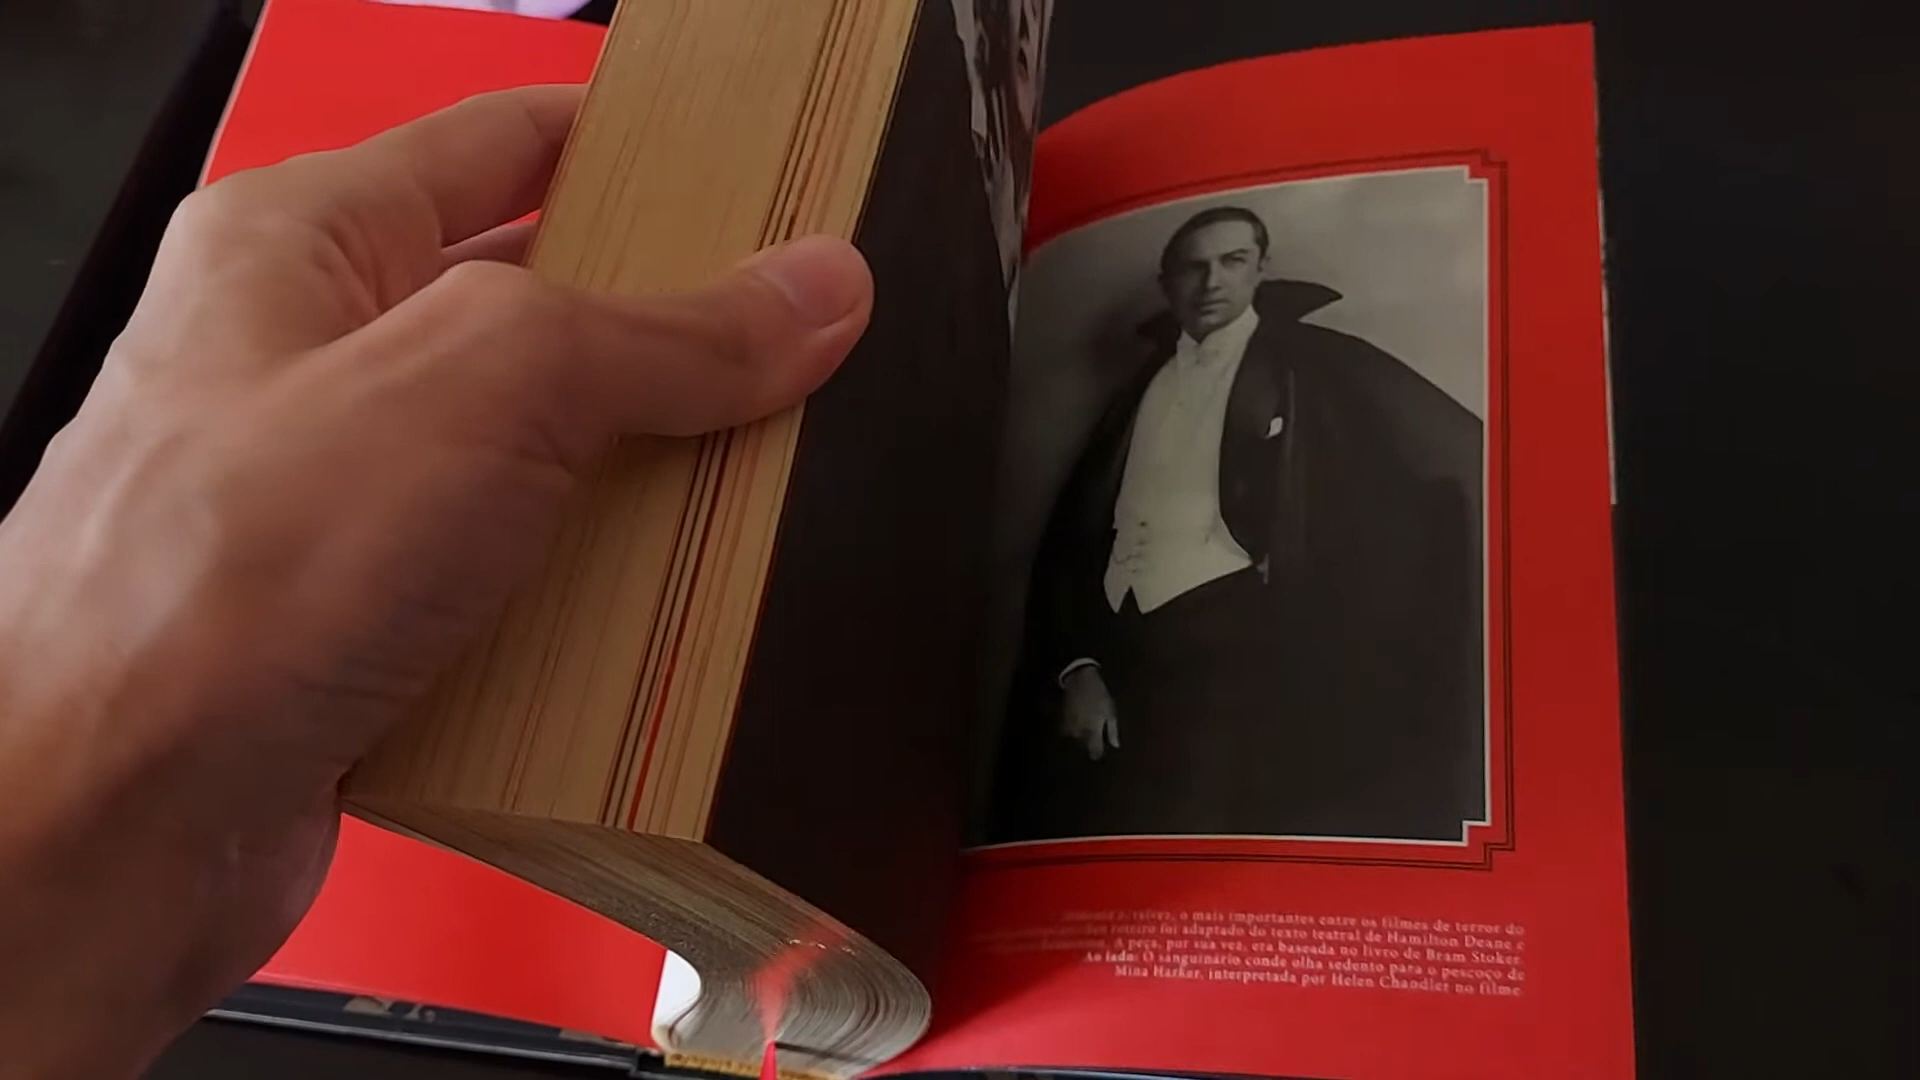 o mais importantes entre os filmes de terror do
roteiro foi adaptado do texto teatral de Hamilton Deane e
A peça, por sua vez, era baseada no livro de Bram Stoker.
Ao lado: O sanguinário conde olha sedento para o pescoço de
Mina Harker, interpretada por Helen Chandler no filme.